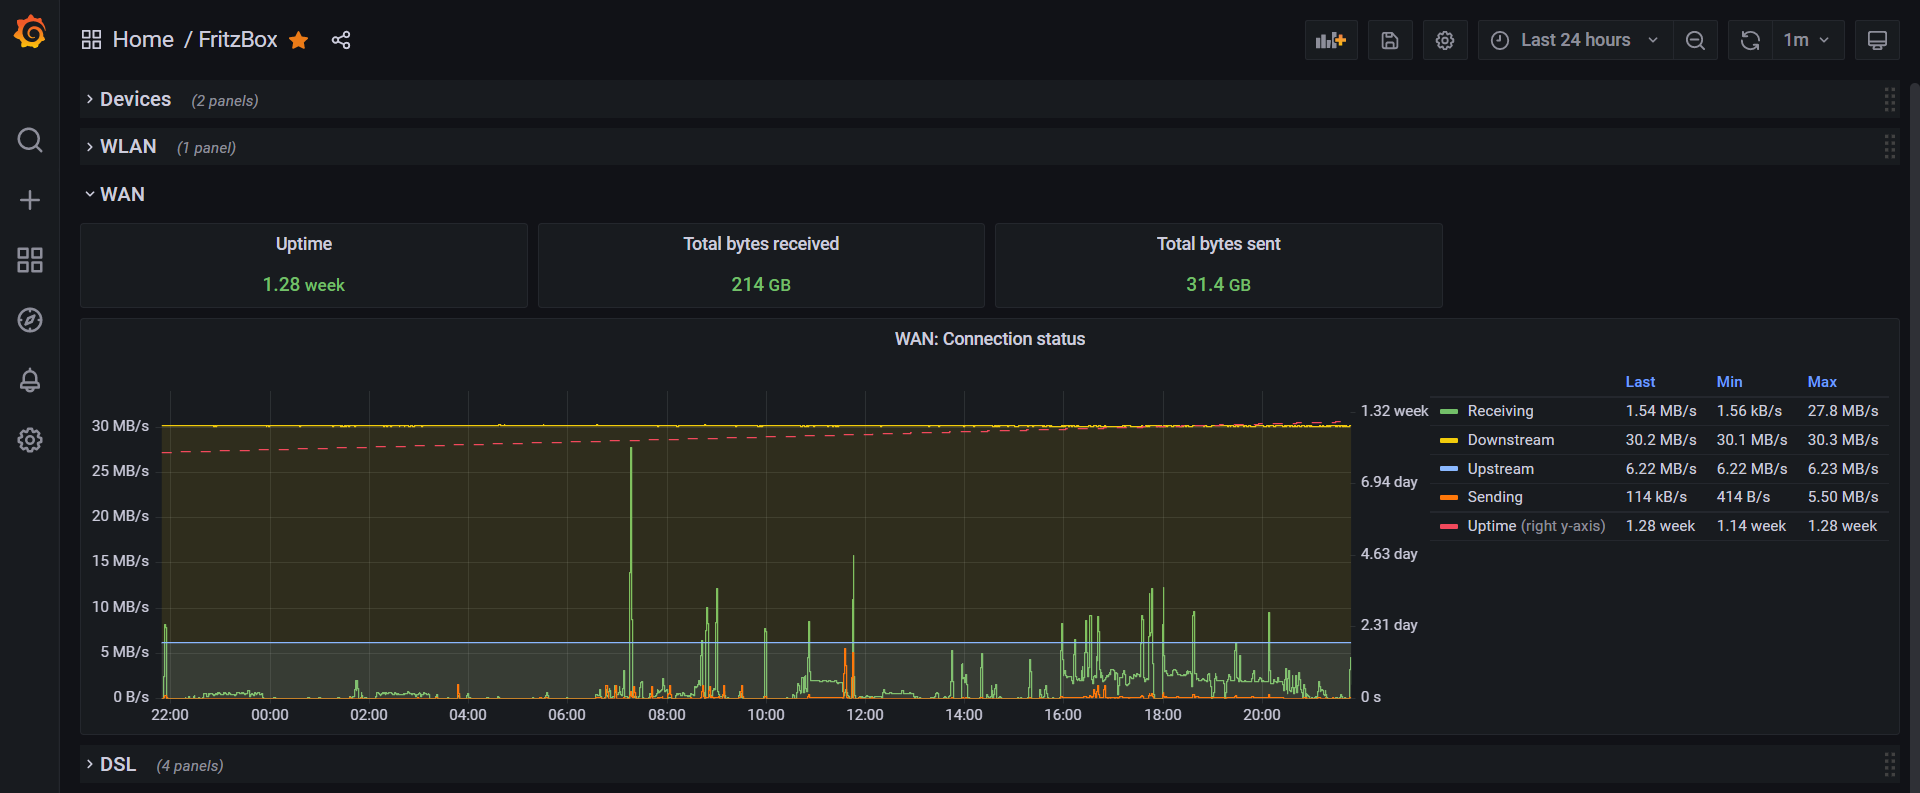 Home / FritzBox
Last 24 hours
1m
Devices (2 panels)
WLAN (1 panel)
WAN
Uptime
1.28 week
Total bytes received
214 GB
Total bytes sent
31.4 GB
WAN: Connection status
30 MB/s
25 MB/s
20 MB/s
15 MB/s
10 MB/s
5 MB/s
0 B/s
22:00 00:00 02:00 04:00 06:00 08:00 10:00 12:00 14:00 16:00 18:00 20:00
1.32 week
6.94 day
4.63 day
2.31 day
0 s
Last Min Max
Receiving 1.54 MB/s 1.56 kB/s 27.8 MB/s
Downstream 30.2 MB/s 30.1 MB/s 30.3 MB/s
Upstream 6.22 MB/s 6.22 MB/s 6.23 MB/s
Sending 114 kB/s 414 B/s 5.50 MB/s
Uptime (right y-axis) 1.28 week 1.14 week 1.28 week
DSL (4 panels)